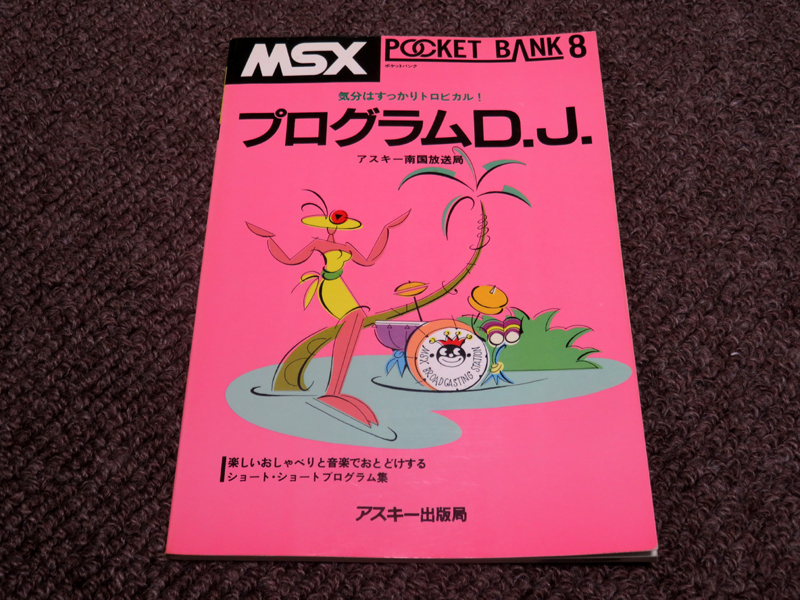 MSX
POCKET BANK 8
ポケットバンク
気分はすっかりトロピカル!
プログラムD.J.
アスキー南国放送局
MSX BROADCASTING STATION
楽しいおしゃべりと音楽でおとどけする
ショート・ショートプログラム集
アスキー出版局